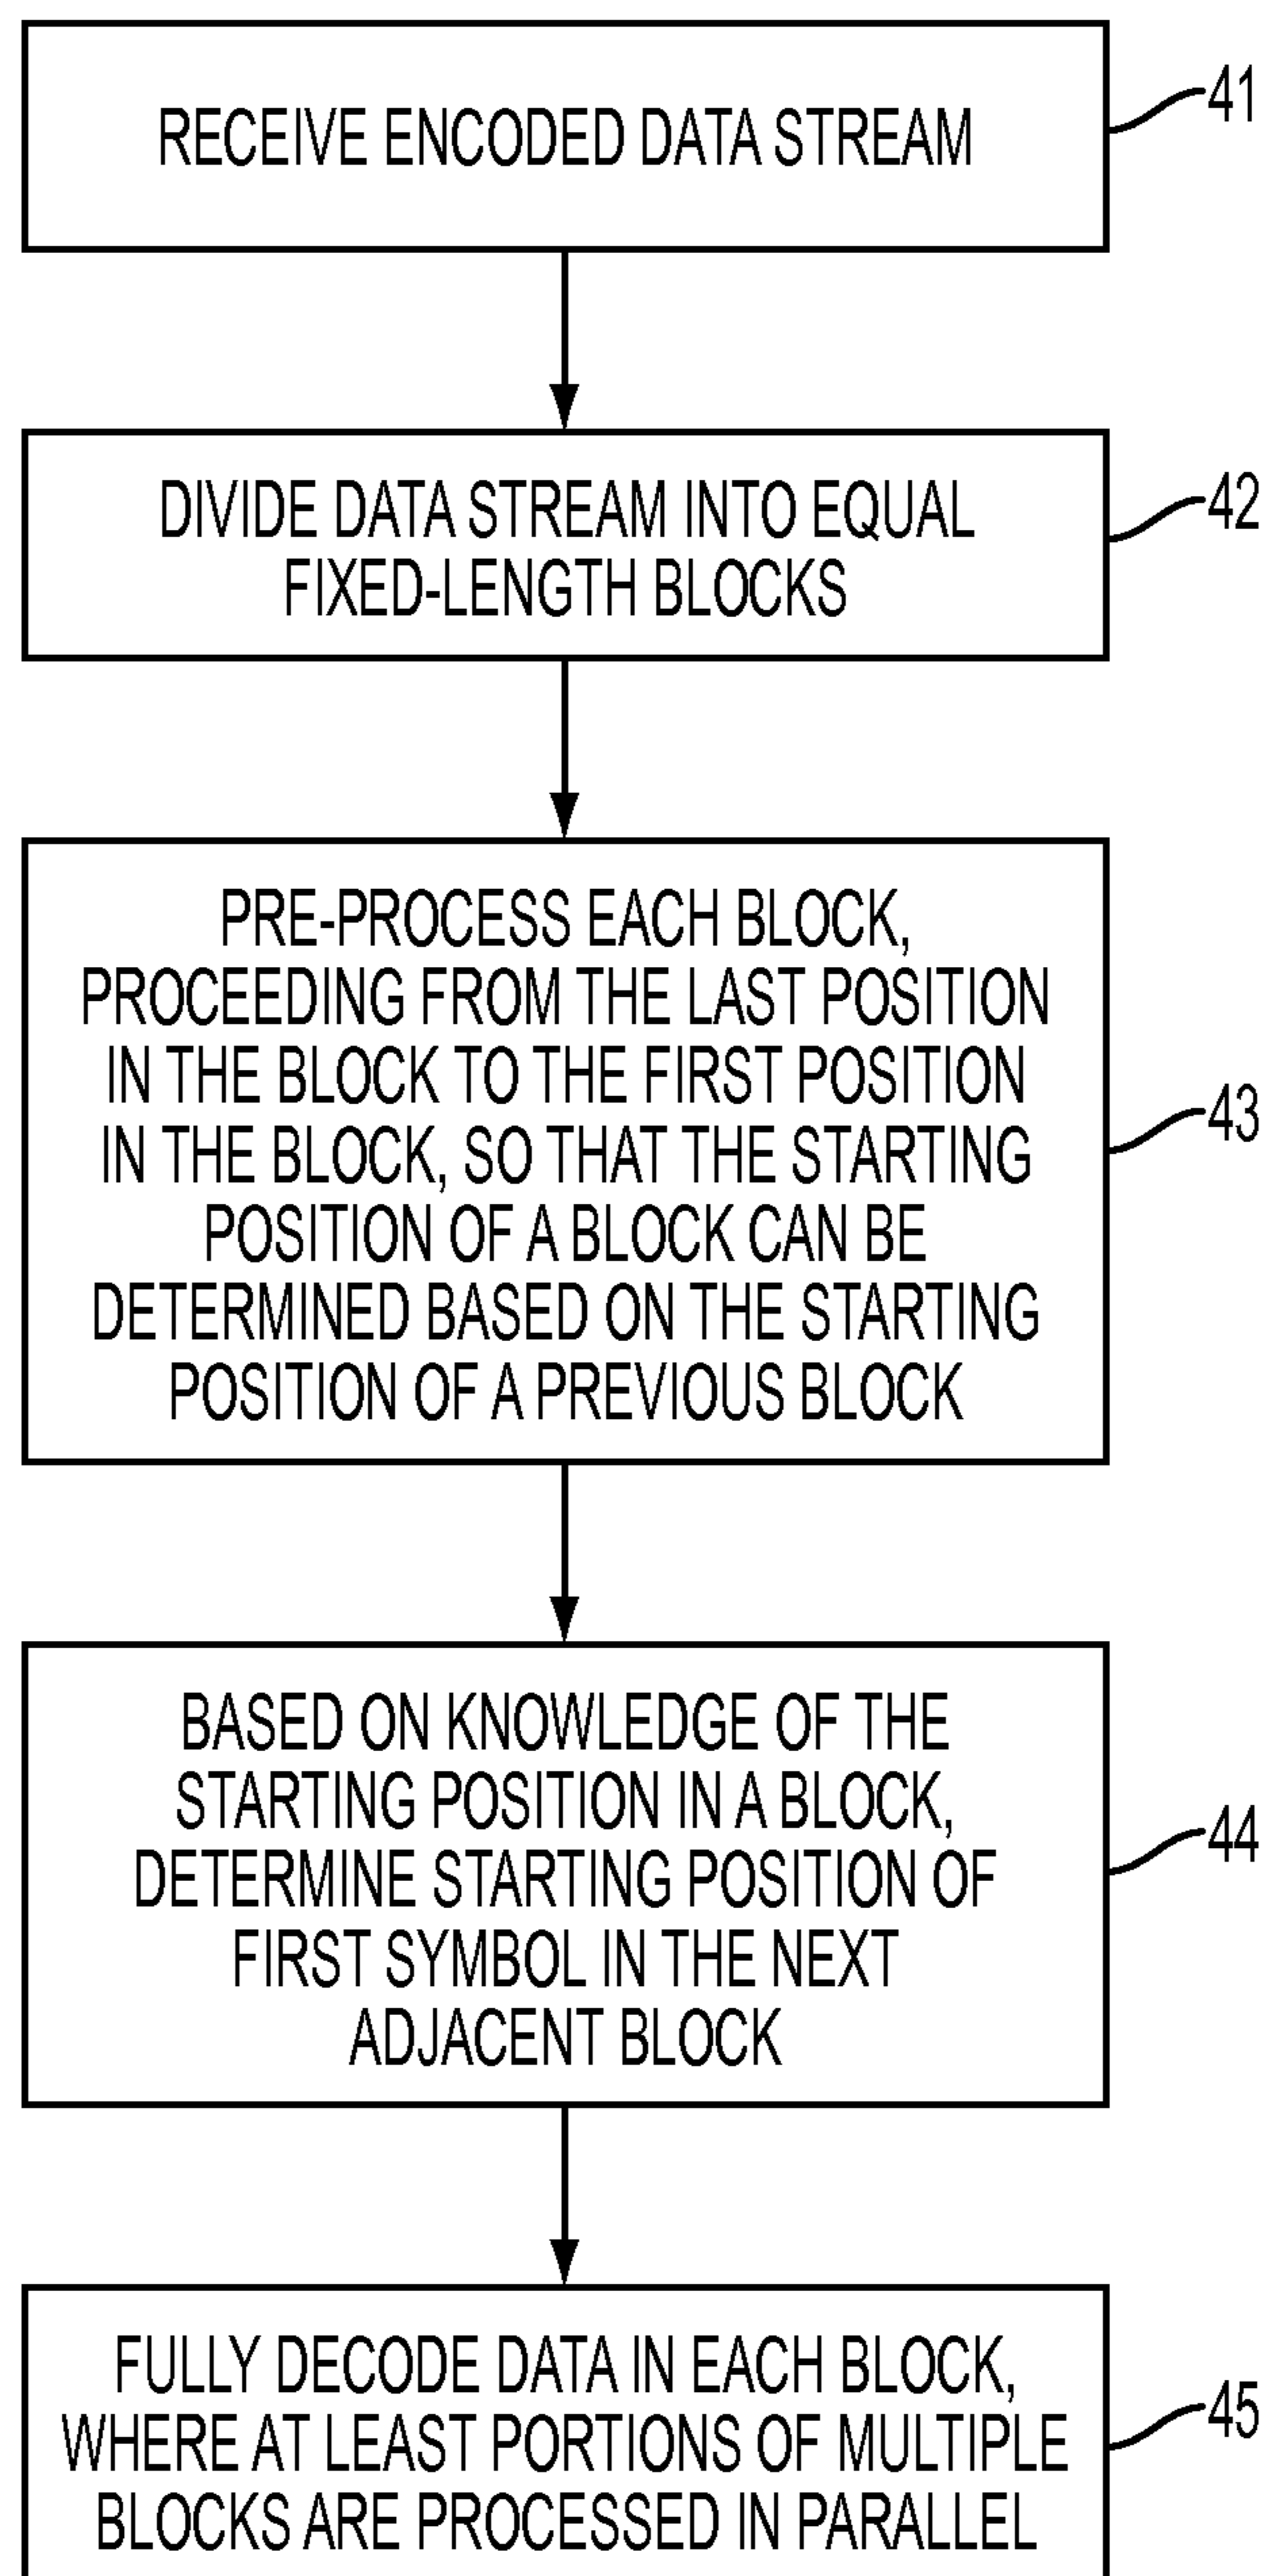 RECEIVE ENCODED DATA STREAM
41
DIVIDE DATA STREAM INTO EQUAL
FIXED-LENGTH BLOCKS
42
PRE-PROCESS EACH BLOCK,
PROCEEDING FROM THE LAST POSITION
IN THE BLOCK TO THE FIRST POSITION
IN THE BLOCK, SO THAT THE STARTING
POSITION OF A BLOCK CAN BE
DETERMINED BASED ON THE STARTING
POSITION OF A PREVIOUS BLOCK
43
BASED ON KNOWLEDGE OF THE
STARTING POSITION IN A BLOCK,
DETERMINE STARTING POSITION OF
FIRST SYMBOL IN THE NEXT
ADJACENT BLOCK
44
FULLY DECODE DATA IN EACH BLOCK,
WHERE AT LEAST PORTIONS OF MULTIPLE
BLOCKS ARE PROCESSED IN PARALLEL
45